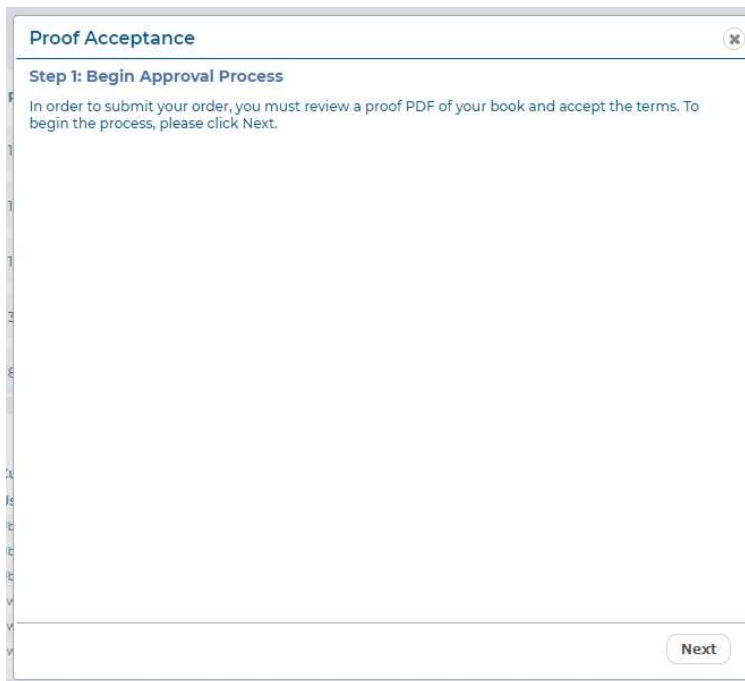 Proof Acceptance
Step 1: Begin Approval Process
In order to submit your order, you must review a proof PDF of your book and accept the terms. To
begin the process, please click Next.
Next